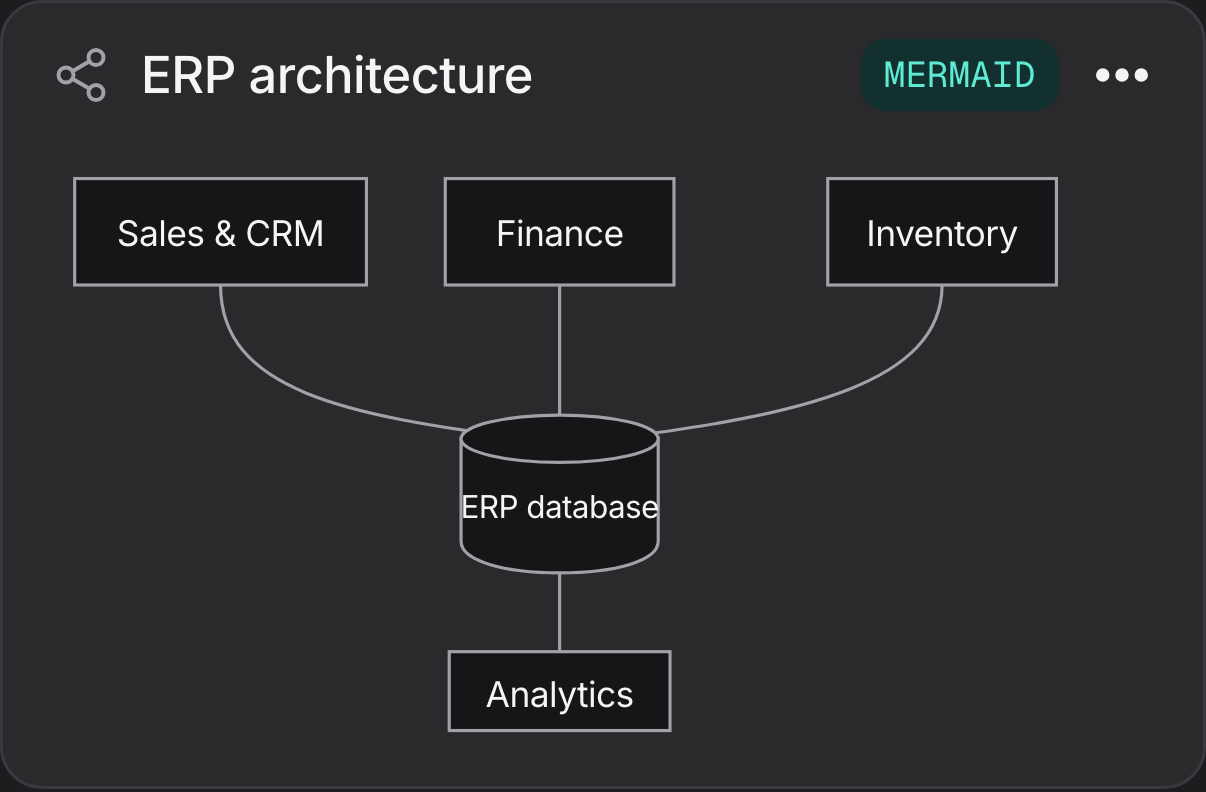 ERP architecture
MERMAID
Sales & CRM
Finance
Inventory
ERP database
Analytics